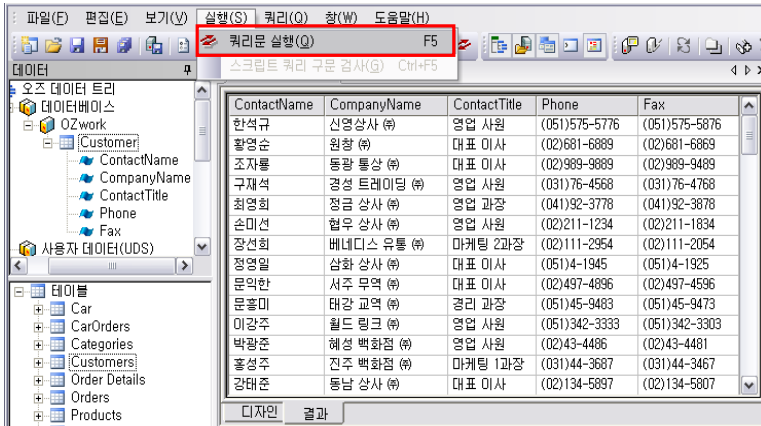 파일(F) 편집(E) 보기(V) 실행(S) 쿼리(Q) 창(W) 도움말(H)
쿼리문 실행(Q) F5
스크립트 쿼리 구문 검사(G) Ctrl+F5
데이터
오즈 데이터 트리
데이터베이스
OZwork
Customer
ContactName
CompanyName
ContactTitle
Phone
Fax
사용자 데이터(UDS)
테이블
Car
CarOrders
Categories
Customers
Order Details
Orders
Products
ContactName CompanyName ContactTitle Phone Fax
한석규 신영상사 ㈜ 영업 사원 (051)575-5776 (051)575-5876
황영순 원창 ㈜ 대표 이사 (02)681-6889 (02)681-6869
조자룡 동광 통상 ㈜ 대표 이사 (02)989-9889 (02)989-9489
구재석 경성 트레이딩 ㈜ 영업 사원 (031)76-4568 (031)76-4768
최영희 정금 상사 ㈜ 영업 과장 (041)92-3778 (041)92-3878
손미선 협우 상사 ㈜ 영업 사원 (02)211-1234 (02)211-1834
장선희 베네디스 유통 ㈜ 마케팅 2과장 (02)111-2954 (02)111-2054
정영일 삼화 상사 ㈜ 대표 이사 (051)4-1945 (051)4-1925
문익한 서주 무역 ㈜ 대표 이사 (02)497-4896 (02)497-4596
문흥미 태강 교역 ㈜ 경리 과장 (051)45-9483 (051)45-9473
이강주 월드 링크 ㈜ 영업 사원 (051)342-3333 (051)342-3303
박광준 혜성 백화점 ㈜ 영업 사원 (02)43-4486 (02)43-4481
홍성주 진주 백화점 ㈜ 마케팅 1과장 (031)44-3687 (031)44-3467
강태준 동남 상사 ㈜ 대표 이사 (02)134-5897 (02)134-5807
디자인 결과